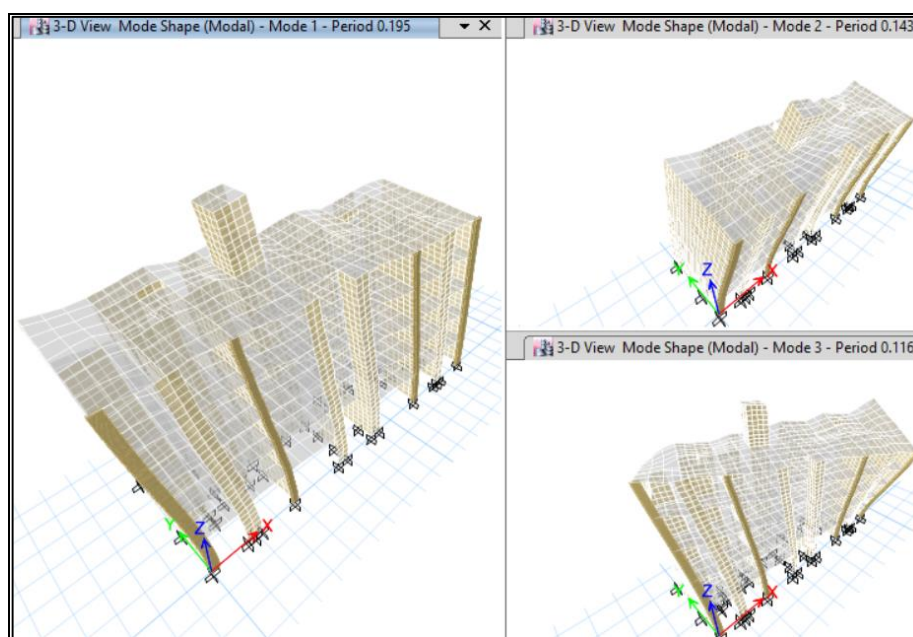 3-D View Mode Shape (Modal) - Mode 1 - Period 0.195
3-D View Mode Shape (Modal) - Mode 2 - Period 0.143
3-D View Mode Shape (Modal) - Mode 3 - Period 0.116
Y
Z
X
Y
Z
X
Y
Z
X